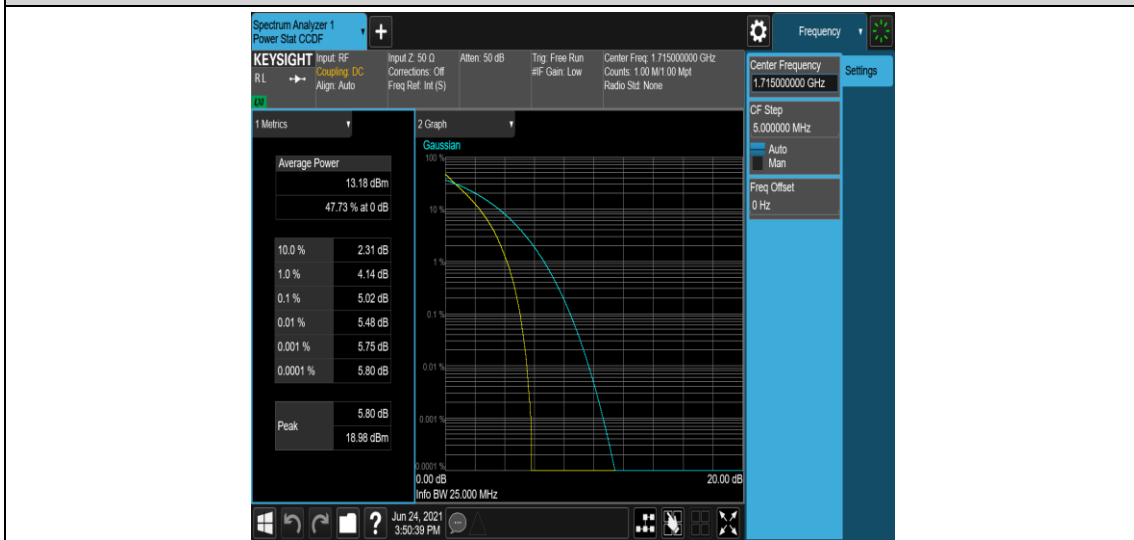 Spectrum Analyzer 1
Power Stat CCDF
+
Frequency
KEYSIGHT
RL
LXI
Input: RF
Coupling: DC
Align: Auto
Input Z: 50 Ω
Corrections: Off
Freq Ref: Int (S)
Atten: 50 dB
Trig: Free Run
#IF Gain: Low
Center Freq: 1.715000000 GHz
Counts: 1.00 M/1.00 Mpt
Radio Std: None
Center Frequency
1.715000000 GHz
Settings
CF Step
5.000000 MHz
Auto
Man
Freq Offset
0 Hz
1 Metrics
Average Power
13.18 dBm
47.73 % at 0 dB
10.0 % 2.31 dB
1.0 % 4.14 dB
0.1 % 5.02 dB
0.01 % 5.48 dB
0.001 % 5.75 dB
0.0001 % 5.80 dB
Peak
5.80 dB
18.98 dBm
2 Graph
Gaussian
100 %
10 %
1 %
0.1 %
0.01 %
0.001 %
0.0001 %
0.00 dB 20.00 dB
Info BW 25.000 MHz
?
Jun 24, 2021
3:50:39 PM